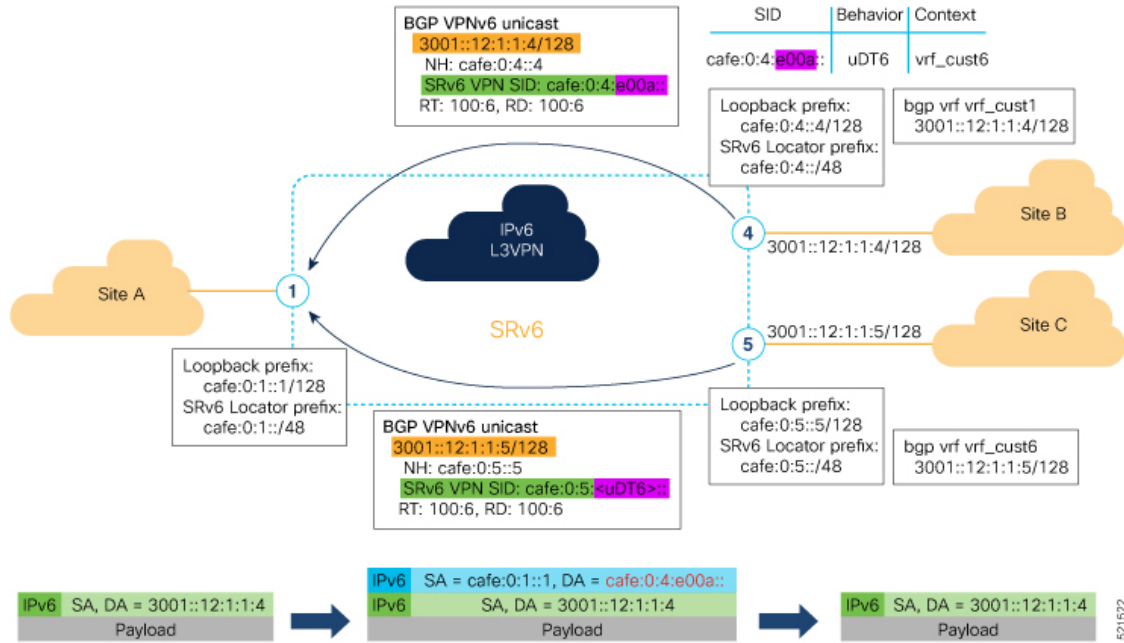 BGP VPNv6 unicast
3001::12:1:1:4/128
NH: cafe:0:4::4
SRv6 VPN SID: cafe:0:4:e00a::
RT: 100:6, RD: 100:6
SID Behavior Context
cafe:0:4:e00a:: uDT6 vrf_cust6
Loopback prefix:
cafe:0:4::4/128
SRv6 Locator prefix:
cafe:0:4::/48
bgp vrf vrf_cust1
3001::12:1:1:4/128
IPv6
L3VPN
4
3001::12:1:1:4/128
Site B
Site A
1
SRv6
5
3001::12:1:1:5/128
Site C
Loopback prefix:
cafe:0:1::1/128
SRv6 Locator prefix:
cafe:0:1::/48
BGP VPNv6 unicast
3001::12:1:1:5/128
NH: cafe:0:5::5
SRv6 VPN SID: cafe:0:5:<uDT6>::
RT: 100:6, RD: 100:6
Loopback prefix:
cafe:0:5::5/128
SRv6 Locator prefix:
cafe:0:5::/48
bgp vrf vrf_cust6
3001::12:1:1:5/128
IPv6 SA, DA = 3001::12:1:1:4
Payload
IPv6 SA = cafe:0:1::1, DA = cafe:0:4:e00a::
IPv6 SA, DA = 3001::12:1:1:4
Payload
IPv6 SA, DA = 3001::12:1:1:4
Payload
521522